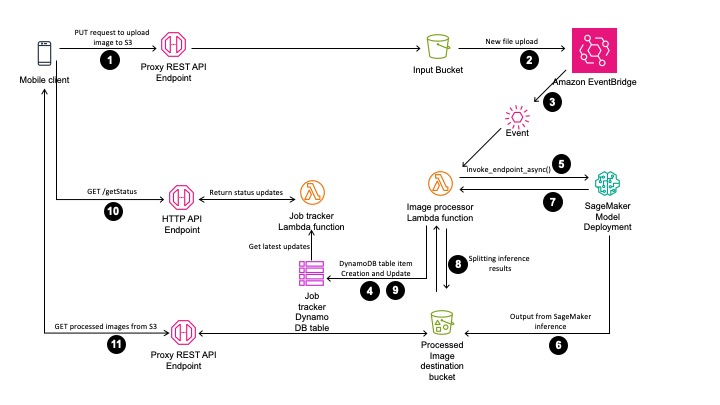 PUT request to upload
image to S3
1
Mobile client
Proxy REST API
Endpoint
Input Bucket
New file upload
2
Amazon EventBridge
3
Event
invoke_endpoint_async()
5
7
Image processor
Lambda function
SageMaker
Model
Deployment
GET /getStatus
10
HTTP API
Endpoint
Return status updates
Job tracker
Lambda function
Get latest updates
Job
tracker
Dynamo
DB table
DynamoDB table item
Creation and Update
4
9
8
Splitting inference
results
Output from SageMaker
inference
6
Processed
Image
destination
bucket
GET processed images from S3
11
Proxy REST API
Endpoint